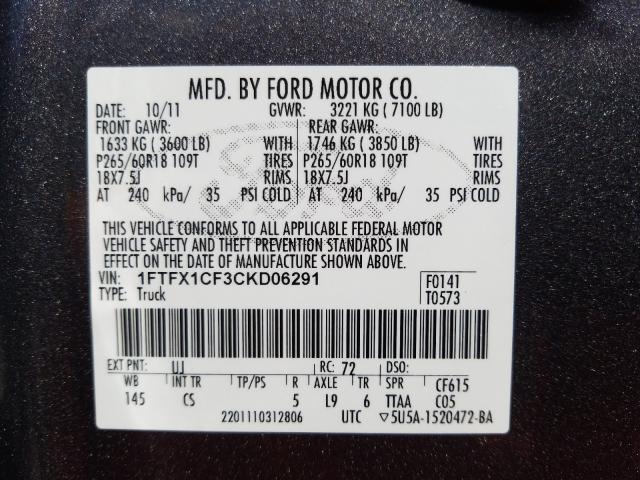 MFD. BY FORD MOTOR CO.
DATE: 10/11 GVWR: 3221 KG ( 7100 LB)
FRONT GAWR: REAR GAWR:
1633 KG ( 3600 LB) WITH 1746 KG ( 3850 LB) WITH
P265/60R18 109T TIRES P265/60R18 109T TIRES
18X7.5J RIMS 18X7.5J RIMS
AT 240 kPa/ 35 PSI COLD AT 240 kPa/ 35 PSI COLD
THIS VEHICLE CONFORMS TO ALL APPLICABLE FEDERAL MOTOR
VEHICLE SAFETY AND THEFT PREVENTION STANDARDS IN
EFFECT ON THE DATE OF MANUFACTURE SHOWN ABOVE.
VIN: 1FTFX1CF3CKD06291 F0141
TYPE: Truck T0573
EXT PNT: UJ RC: 72 DSO:
WB INT TR TP/PS R AXLE TR SPR CF615
145 CS 5 L9 6 TTAA C05
2201110312806 UTC ▽5U5A-1520472-BA